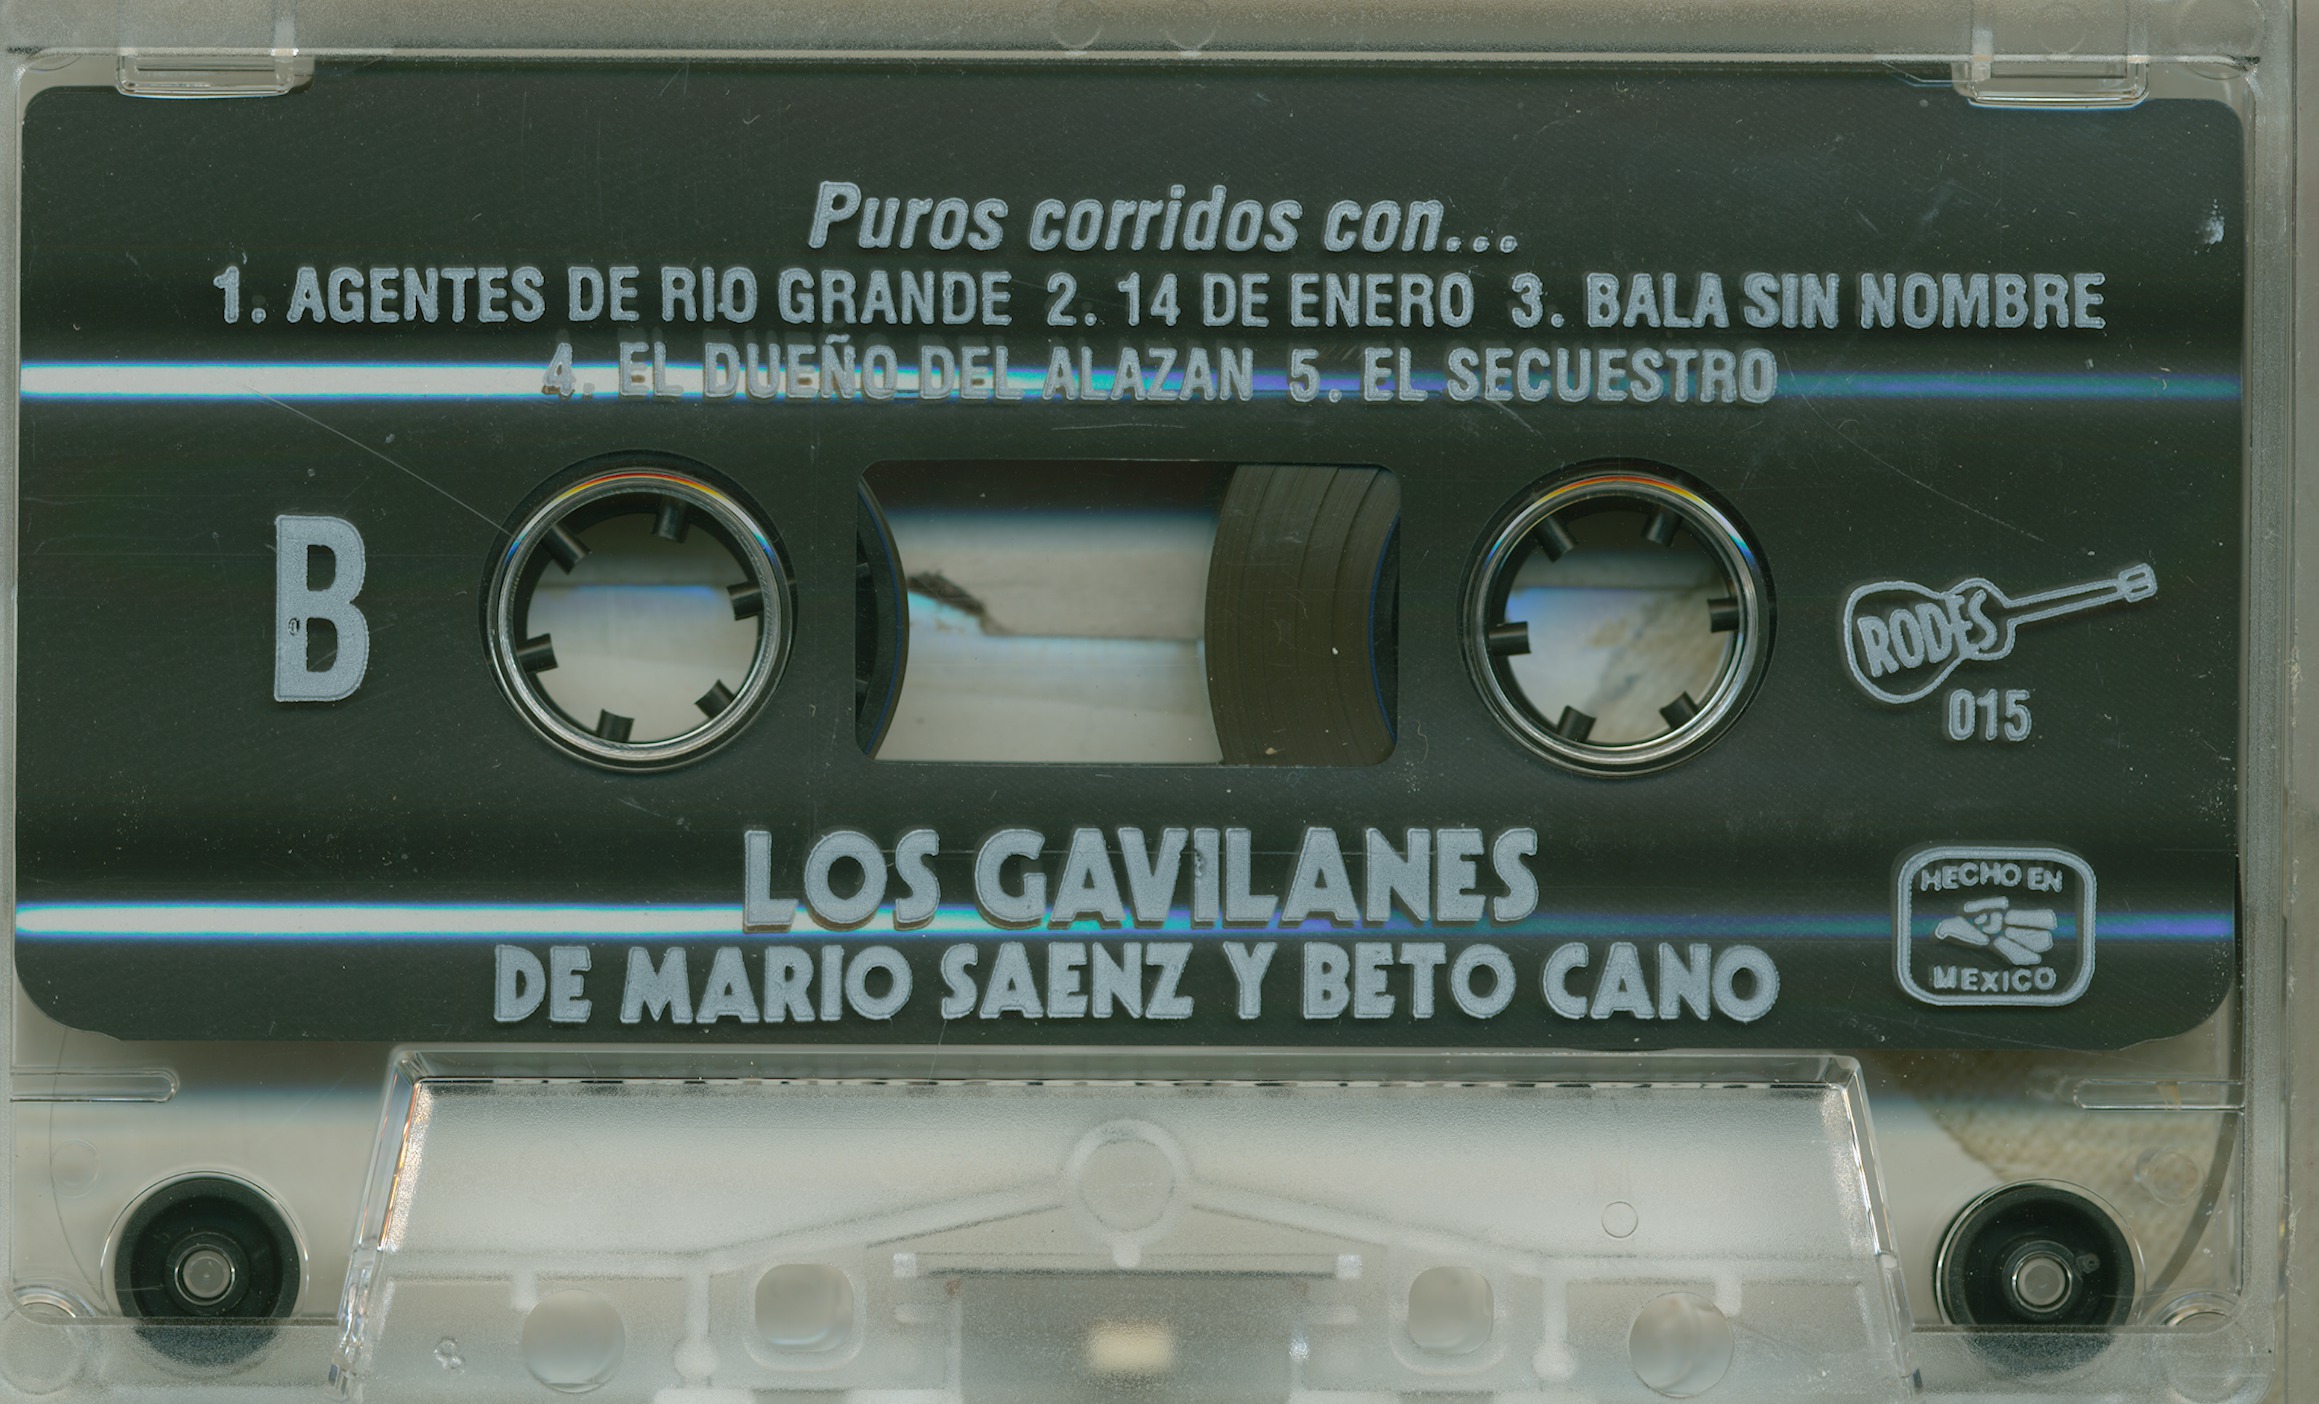 Puros corridos con...
1. AGENTES DE RIO GRANDE 2. 14 DE ENERO 3. BALA SIN NOMBRE
4. EL DUEÑO DEL ALAZAN 5. EL SECUESTRO
B
RODES
015
LOS GAVILANES
DE MARIO SAENZ Y BETO CANO
HECHO EN
MEXICO